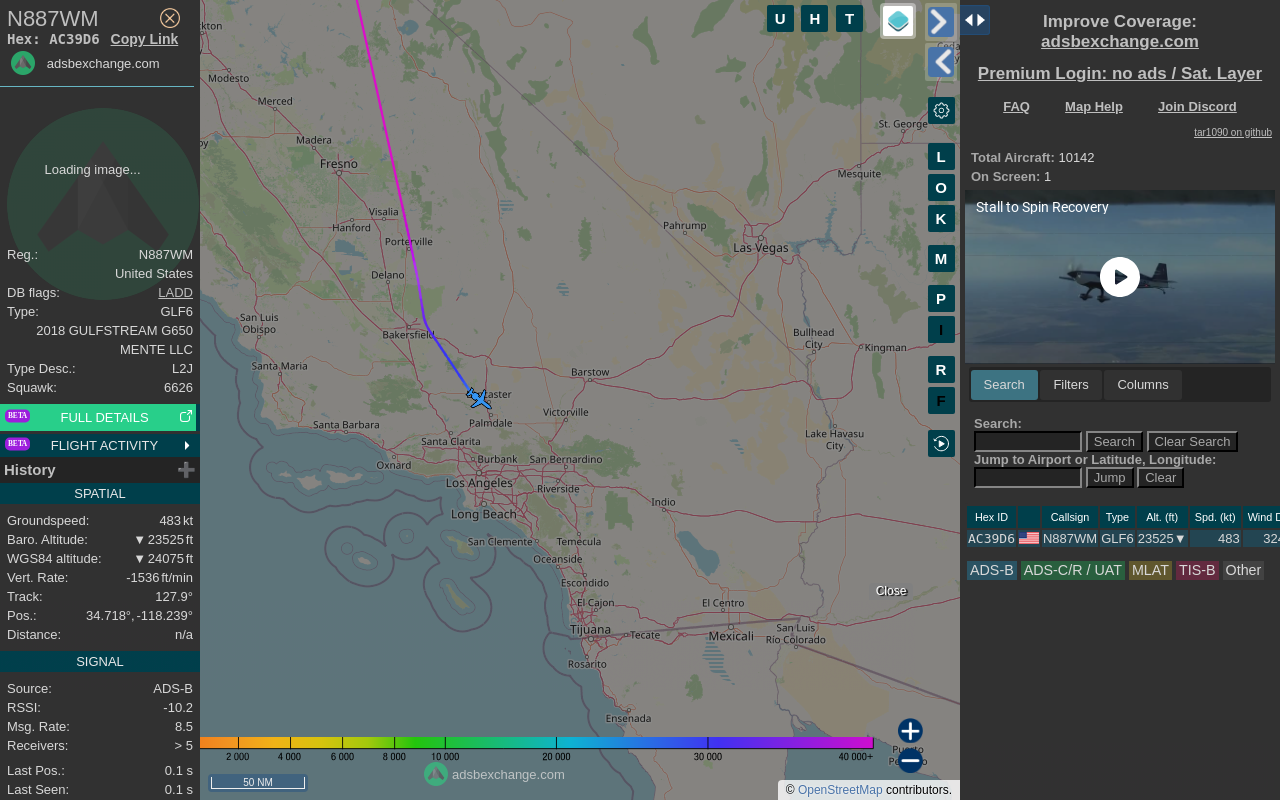 N887WM
Hex: AC39D6 Copy Link
adsbexchange.com
Loading image...
Reg.: N887WM
United States
DB flags: LADD
Type: GLF6
2018 GULFSTREAM G650
MENTE LLC
Type Desc.: L2J
Squawk: 6626
BETA FULL DETAILS
BETA FLIGHT ACTIVITY
History
SPATIAL
Groundspeed: 483 kt
Baro. Altitude: ▼ 23525 ft
WGS84 altitude: ▼ 24075 ft
Vert. Rate: -1536 ft/min
Track: 127.9°
Pos.: 34.718°, -118.239°
Distance: n/a
SIGNAL
Source: ADS-B
RSSI: -10.2
Msg. Rate: 8.5
Receivers: > 5
Last Pos.: 0.1 s
Last Seen: 0.1 s
U H T
L
O
K
M
P
I
R
F
Modesto
Merced
Madera
Fresno
Visalia
Hanford
Porterville
Delano
San Luis
Obispo
Bakersfield
Santa Maria
Santa Barbara
Oxnard
Santa Clarita
Palmdale
Burbank
Los Angeles
Long Beach
San Clemente
Barstow
Victorville
San Bernardino
Riverside
Temecula
Oceanside
Escondido
El Cajon
Tijuana
Tecate
Rosarito
Ensenada
Indio
El Centro
Mexicali
San Luis
Río Colorado
Pahrump
Las Vegas
St. George
Mesquite
Bullhead
City
Kingman
Lake Havasu
City
Close
2 000 4 000 6 000 8 000 10 000 20 000 30 000 40 000+
50 NM
adsbexchange.com
© OpenStreetMap contributors.
Improve Coverage:
adsbexchange.com
Premium Login: no ads / Sat. Layer
FAQ Map Help Join Discord
tar1090 on github
Total Aircraft: 10142
On Screen: 1
Stall to Spin Recovery
Search Filters Columns
Search:
Search Clear Search
Jump to Airport or Latitude, Longitude:
Jump Clear
Hex ID Callsign Type Alt. (ft) Spd. (kt) Wind D
AC39D6 N887WM GLF6 23525▼ 483 324
ADS-B ADS-C/R / UAT MLAT TIS-B Other